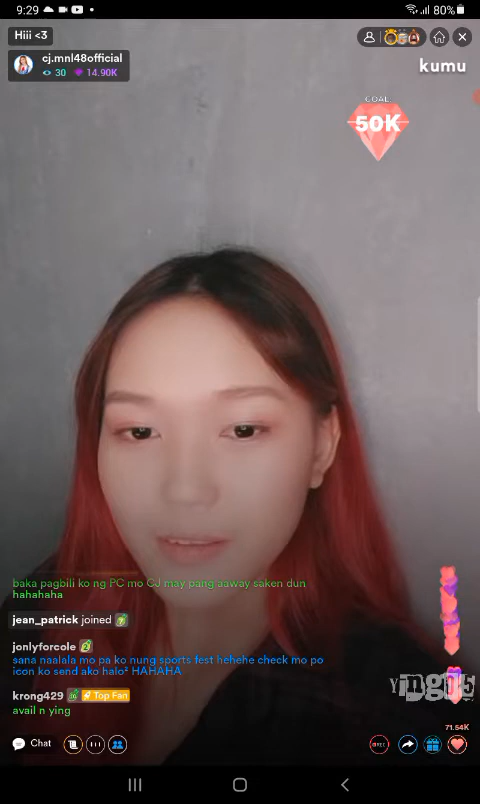 9:29
80%
Hiii <3
cj.mnl48official
30 14.90K
kumu
GOAL:
50K
baka pagbili ko ng PC mo CJ may pang aaway saken dun
hahahaha
jean_patrick joined
jonlyforcole 2
sana naalala mo pa ko nung sports fest hehehe check mo po
icon ko send ako halo² HAHAHA
krong429 Top Fan
avail n ying
71.54K
Chat